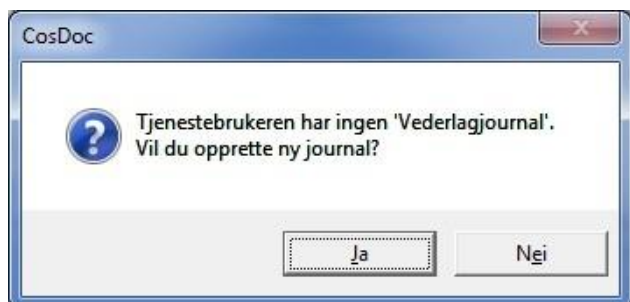 CosDoc
Tjenestebrukeren har ingen 'Vederlagjournal'.
Vil du opprette ny journal?
Ja
Nei